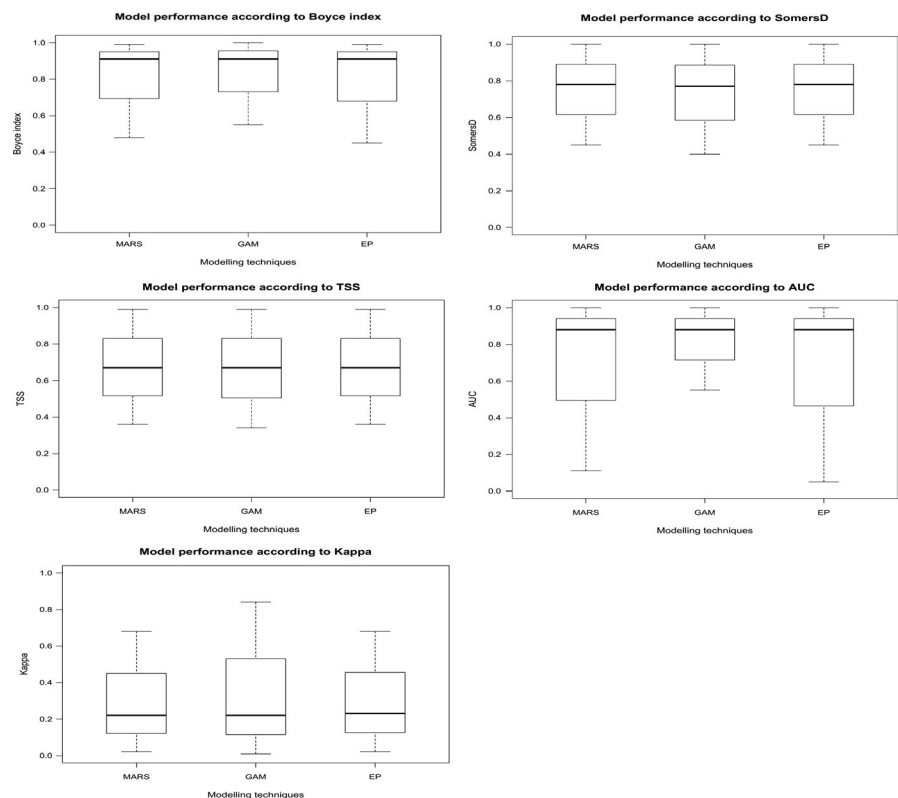 Model performance according to Boyce index
1.0
0.8
0.6
0.4
0.2
0.0
Boyce index
MARS
GAM
EP
Modelling techniques
Model performance according to SomersD
1.0
0.8
0.6
0.4
0.2
0.0
SomersD
MARS
GAM
EP
Modelling techniques
Model performance according to TSS
1.0
0.8
0.6
0.4
0.2
0.0
TSS
MARS
GAM
EP
Modelling techniques
Model performance according to AUC
1.0
0.8
0.6
0.4
0.2
0.0
AUC
MARS
GAM
EP
Modelling techniques
Model performance according to Kappa
1.0
0.8
0.6
0.4
0.2
0.0
Kappa
MARS
GAM
EP
Modelling techniques